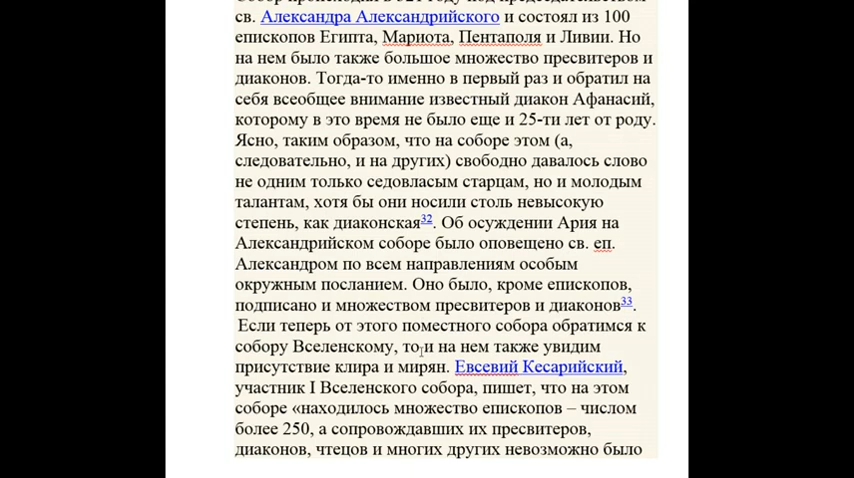 св. Александра Александрийского и состоял из 100
епископов Египта, Мариота, Пентаполя и Ливии. Но
на нем было также большое множество пресвитеров и
диаконов. Тогда-то именно в первый раз и обратил на
себя всеобщее внимание известный диакон Афанасий,
которому в это время не было еще и 25-ти лет от роду.
Ясно, таким образом, что на соборе этом (а,
следовательно, и на других) свободно давалось слово
не одним только седовласым старцам, но и молодым
талантам, хотя бы они носили столь невысокую
степень, как диаконская32. Об осуждении Ария на
Александрийском соборе было оповещено св. еп.
Александром по всем направлениям особым
окружным посланием. Оно было, кроме епископов,
подписано и множеством пресвитеров и диаконов33.
Если теперь от этого поместного собора обратимся к
собору Вселенскому, то и на нем также увидим
присутствие клира и мирян. Евсевий Кесарийский,
участник I Вселенского собора, пишет, что на этом
соборе «находилось множество епископов – числом
более 250, а сопровождавших их пресвитеров,
диаконов, чтецов и многих других невозможно было